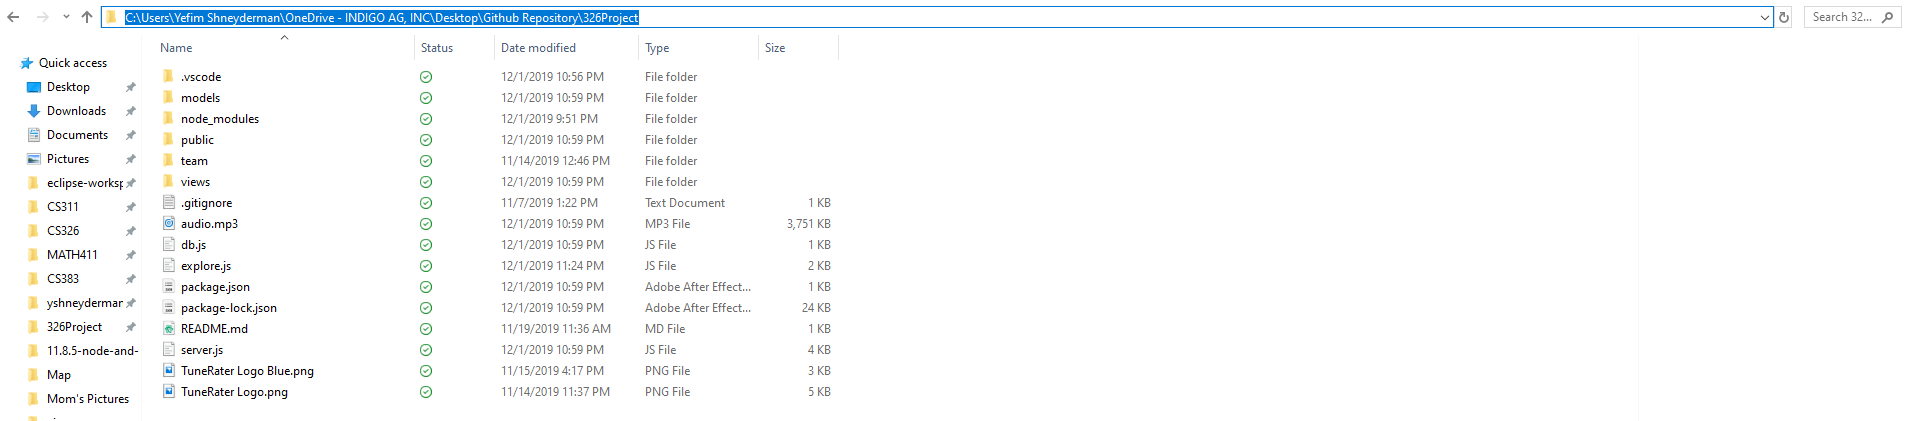 C:\Users\Yefim Shneyderman\OneDrive - INDIGO AG, INC\Desktop\Github Repository\326Project
Search 32...
Name Status Date modified Type Size
Quick access
Desktop
Downloads
Documents
Pictures
eclipse-worksp
CS311
CS326
MATH411
CS383
yshneyderman
326Project
11.8.5-node-and-
Map
Mom's Pictures
.vscode 12/1/2019 10:56 PM File folder
models 12/1/2019 10:59 PM File folder
node_modules 12/1/2019 9:51 PM File folder
public 12/1/2019 10:59 PM File folder
team 11/14/2019 12:46 PM File folder
views 12/1/2019 10:59 PM File folder
.gitignore 11/7/2019 1:22 PM Text Document 1 KB
audio.mp3 12/1/2019 10:59 PM MP3 File 3,751 KB
db.js 12/1/2019 10:59 PM JS File 1 KB
explore.js 12/1/2019 11:24 PM JS File 2 KB
package.json 12/1/2019 10:59 PM Adobe After Effect... 1 KB
package-lock.json 12/1/2019 10:59 PM Adobe After Effect... 24 KB
README.md 11/19/2019 11:36 AM MD File 1 KB
server.js 12/1/2019 10:59 PM JS File 4 KB
TuneRater Logo Blue.png 11/15/2019 4:17 PM PNG File 3 KB
TuneRater Logo.png 11/14/2019 11:37 PM PNG File 5 KB